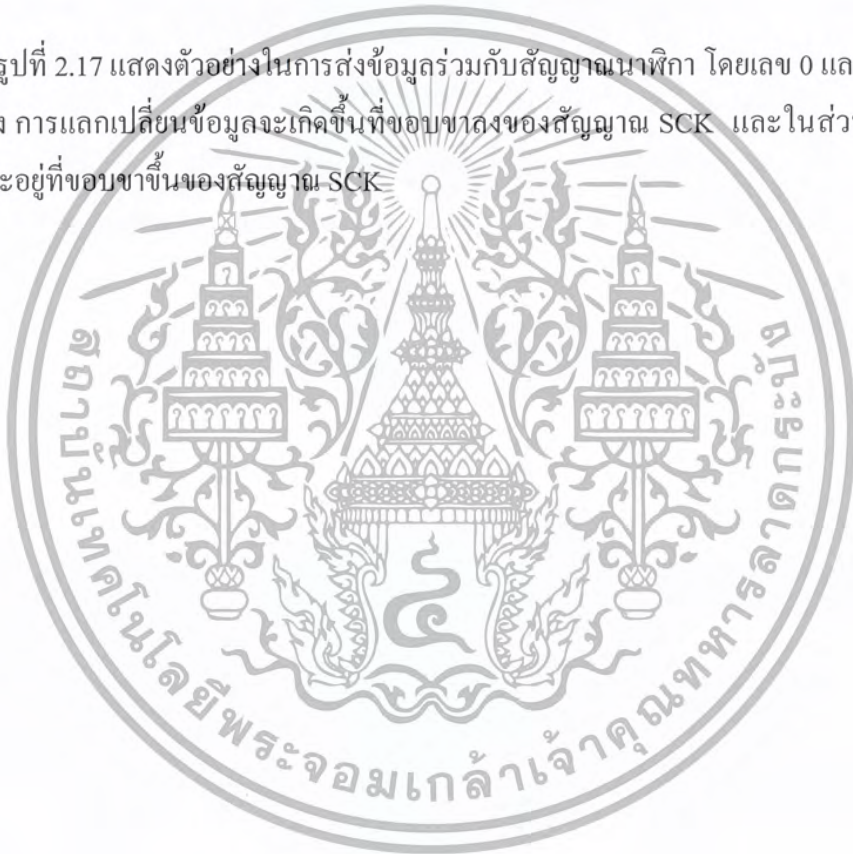 รูปที่ 2.17 แสดงตัวอย่างในการส่งข้อมูลร่วมกับสัญญาณนาฬิกา โดยเลข 0 แล
การแลกเปลี่ยนข้อมูลจะเกิดขึ้นที่ขอบขาลงของสัญญาณ SCK และในส่ว
ะอยู่ที่ขอบขาขึ้นของสัญญาณ SCK
สถาบันเทคโนโลยีพระจอมเกล้าเจ้าคุณทหารลาดกระบัง